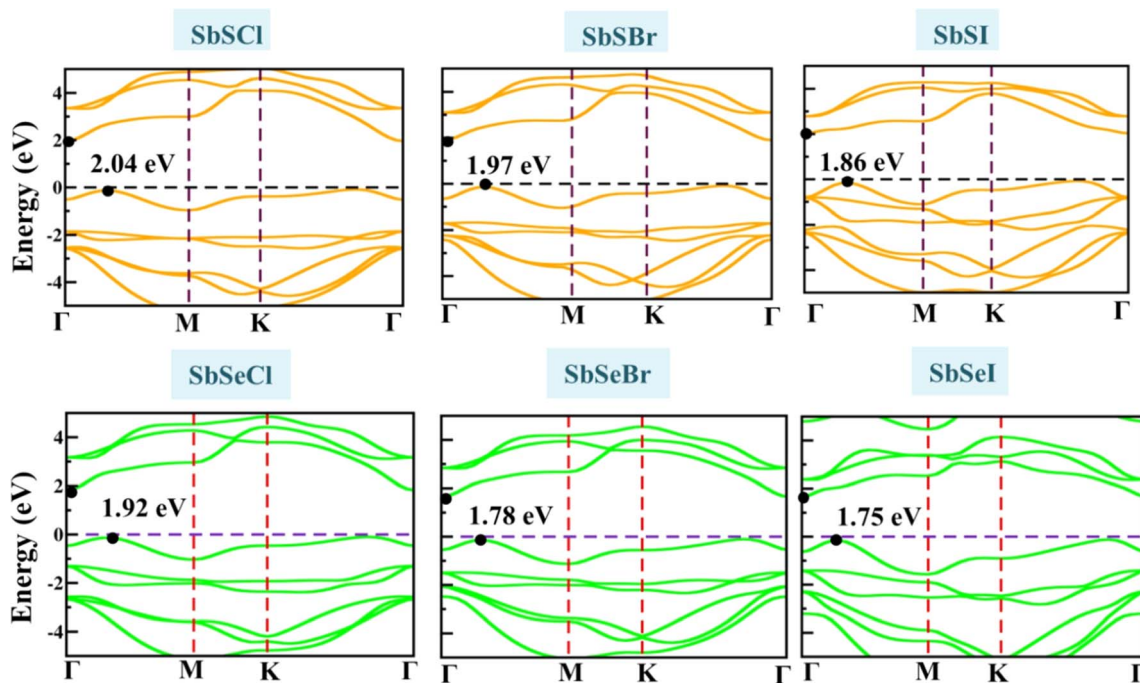 SbSCl SbSBr SbSI
Energy (eV)
4
2
0
-2
-4
2.04 eV 1.97 eV 1.86 eV
Γ M K Γ M K Γ Γ M K Γ
SbSeCl SbSeBr SbSeI
Energy (eV)
4
2
0
-2
-4
1.92 eV 1.78 eV 1.75 eV
Γ M K Γ M K Γ M K Γ